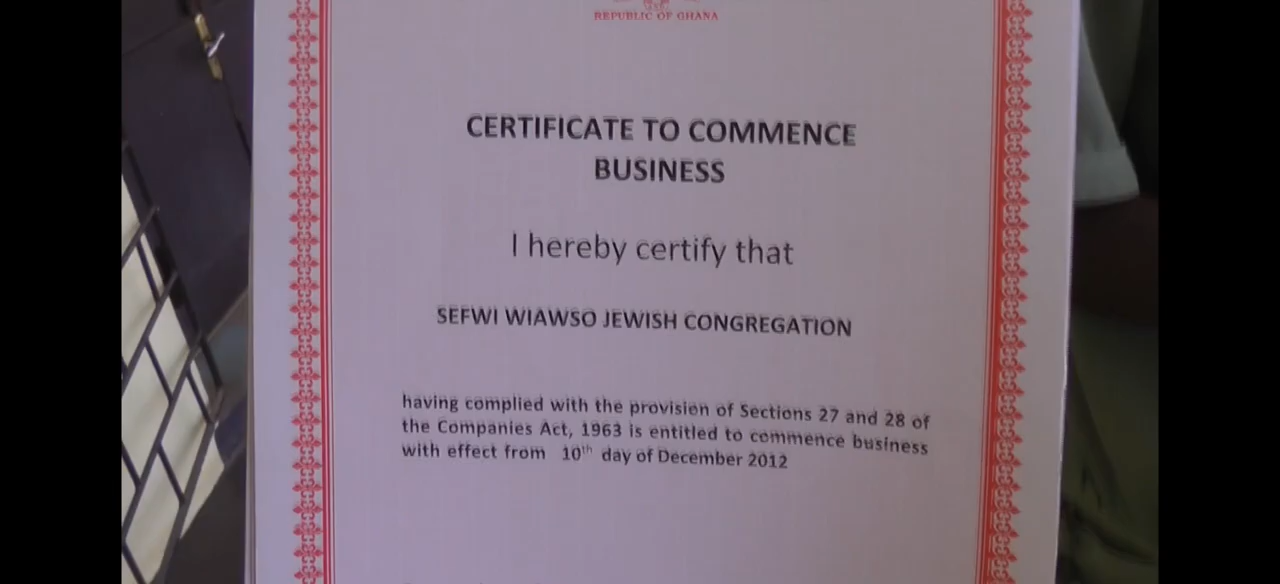 REPUBLIC OF GHANA
CERTIFICATE TO COMMENCE
BUSINESS
I hereby certify that
SEFWI WIAWSO JEWISH CONGREGATION
having complied with the provision of Sections 27 and 28 of
the Companies Act, 1963 is entitled to commence business
with effect from 10th day of December 2012